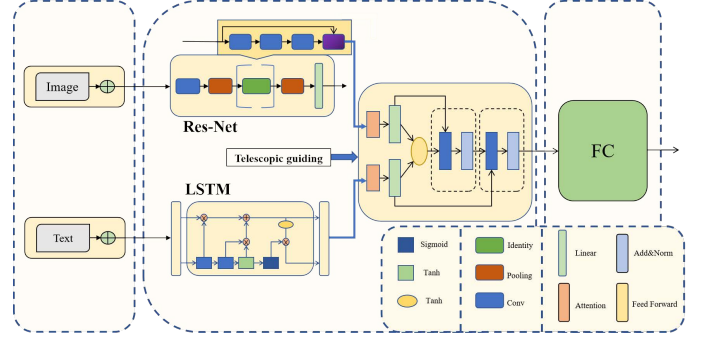 Image
Res-Net
Telescopic guiding
FC
LSTM
Text
Sigmoid
Tanh
Tanh
Identity
Pooling
Conv
Linear
Add&Norm
Attention
Feed Forward